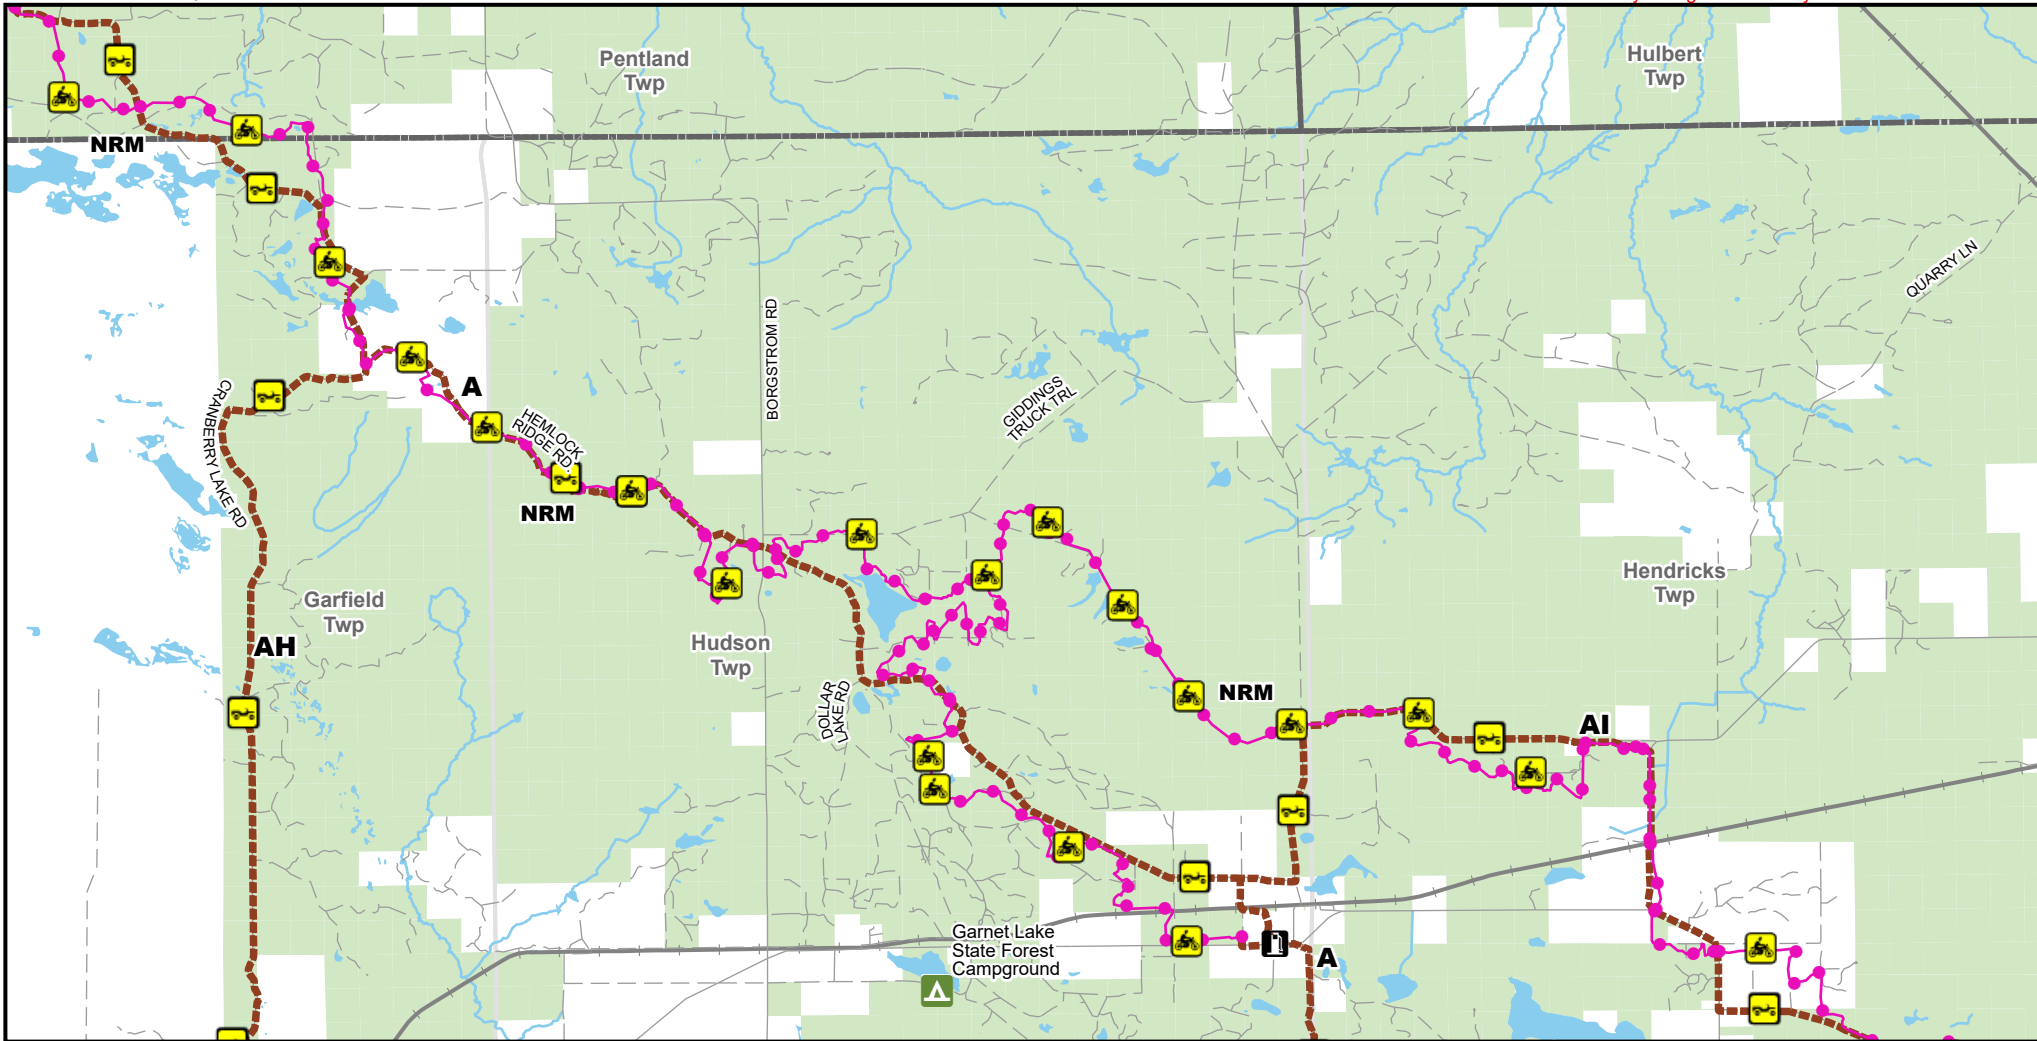 Pentland
Twp
Hulbert
Twp
NRM
QUARRY LN
BORGSTROM RD
CRANBERRY LAKE RD
A
GIDDINGS
TRUCK TRL
HEMLOCK
RIDGE RD.
NRM
Garfield
Twp
Hendricks
Twp
AH
Hudson
Twp
DOLLAR
LAKE RD
NRM
AI
Garnet Lake
State Forest
Campground
A